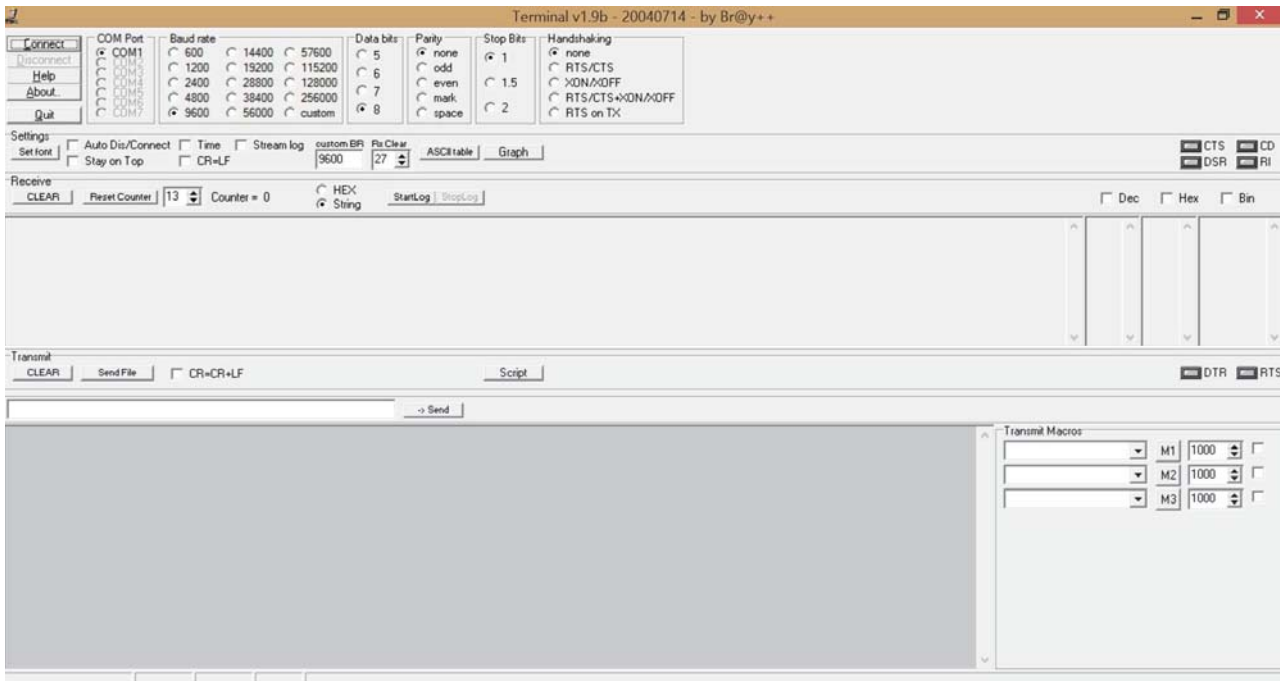 Terminal v1.9b - 20040714 - by Br@y++
Connect
Disconnect
Help
About..
Quit
COM Port
COM1
COM2
COM3
COM4
COM5
COM6
COM7
Baud rate
600 14400 57600
1200 19200 115200
2400 28800 128000
4800 38400 256000
9600 56000 custom
Data bits
5
6
7
8
Parity
none
odd
even
mark
space
Stop Bits
1
1.5
2
Handshaking
none
RTS/CTS
XON/XOFF
RTS/CTS+XON/XOFF
RTS on TX
Settings
Set font
Auto Dis/Connect Time Stream log
Stay on Top CR=LF
custom BR Rx Clear
9600 27
ASCII table Graph
CTS CD
DSR RI
Receive
CLEAR Reset Counter 13 Counter = 0
HEX
String
StartLog StopLog
Dec Hex Bin
Transmit
CLEAR Send File CR=CR+LF Script
DTR RTS
-> Send
Transmit Macros
M1 1000
M2 1000
M3 1000